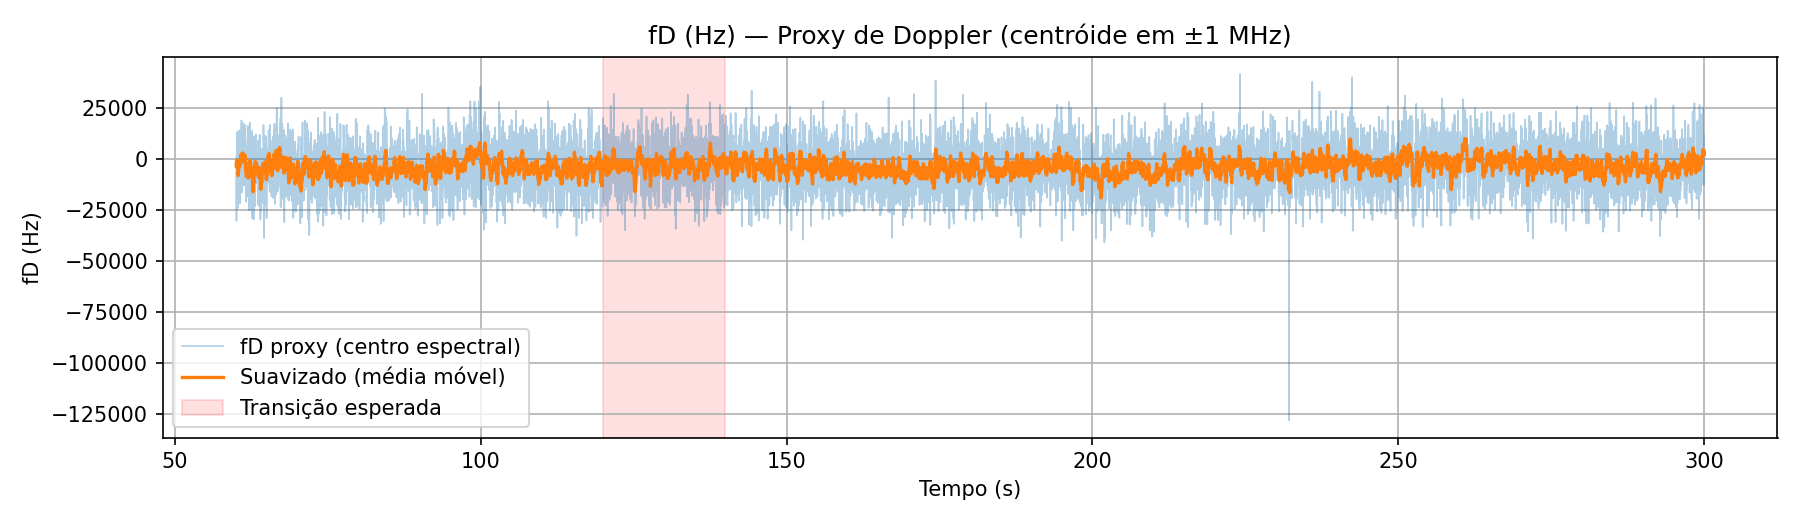 fD (Hz) — Proxy de Doppler (centróide em ±1 MHz)
fD (Hz)
25000
0
−25000
−50000
−75000
−100000
−125000
fD proxy (centro espectral)
Suavizado (média móvel)
Transição esperada
50
100
150
200
250
300
Tempo (s)